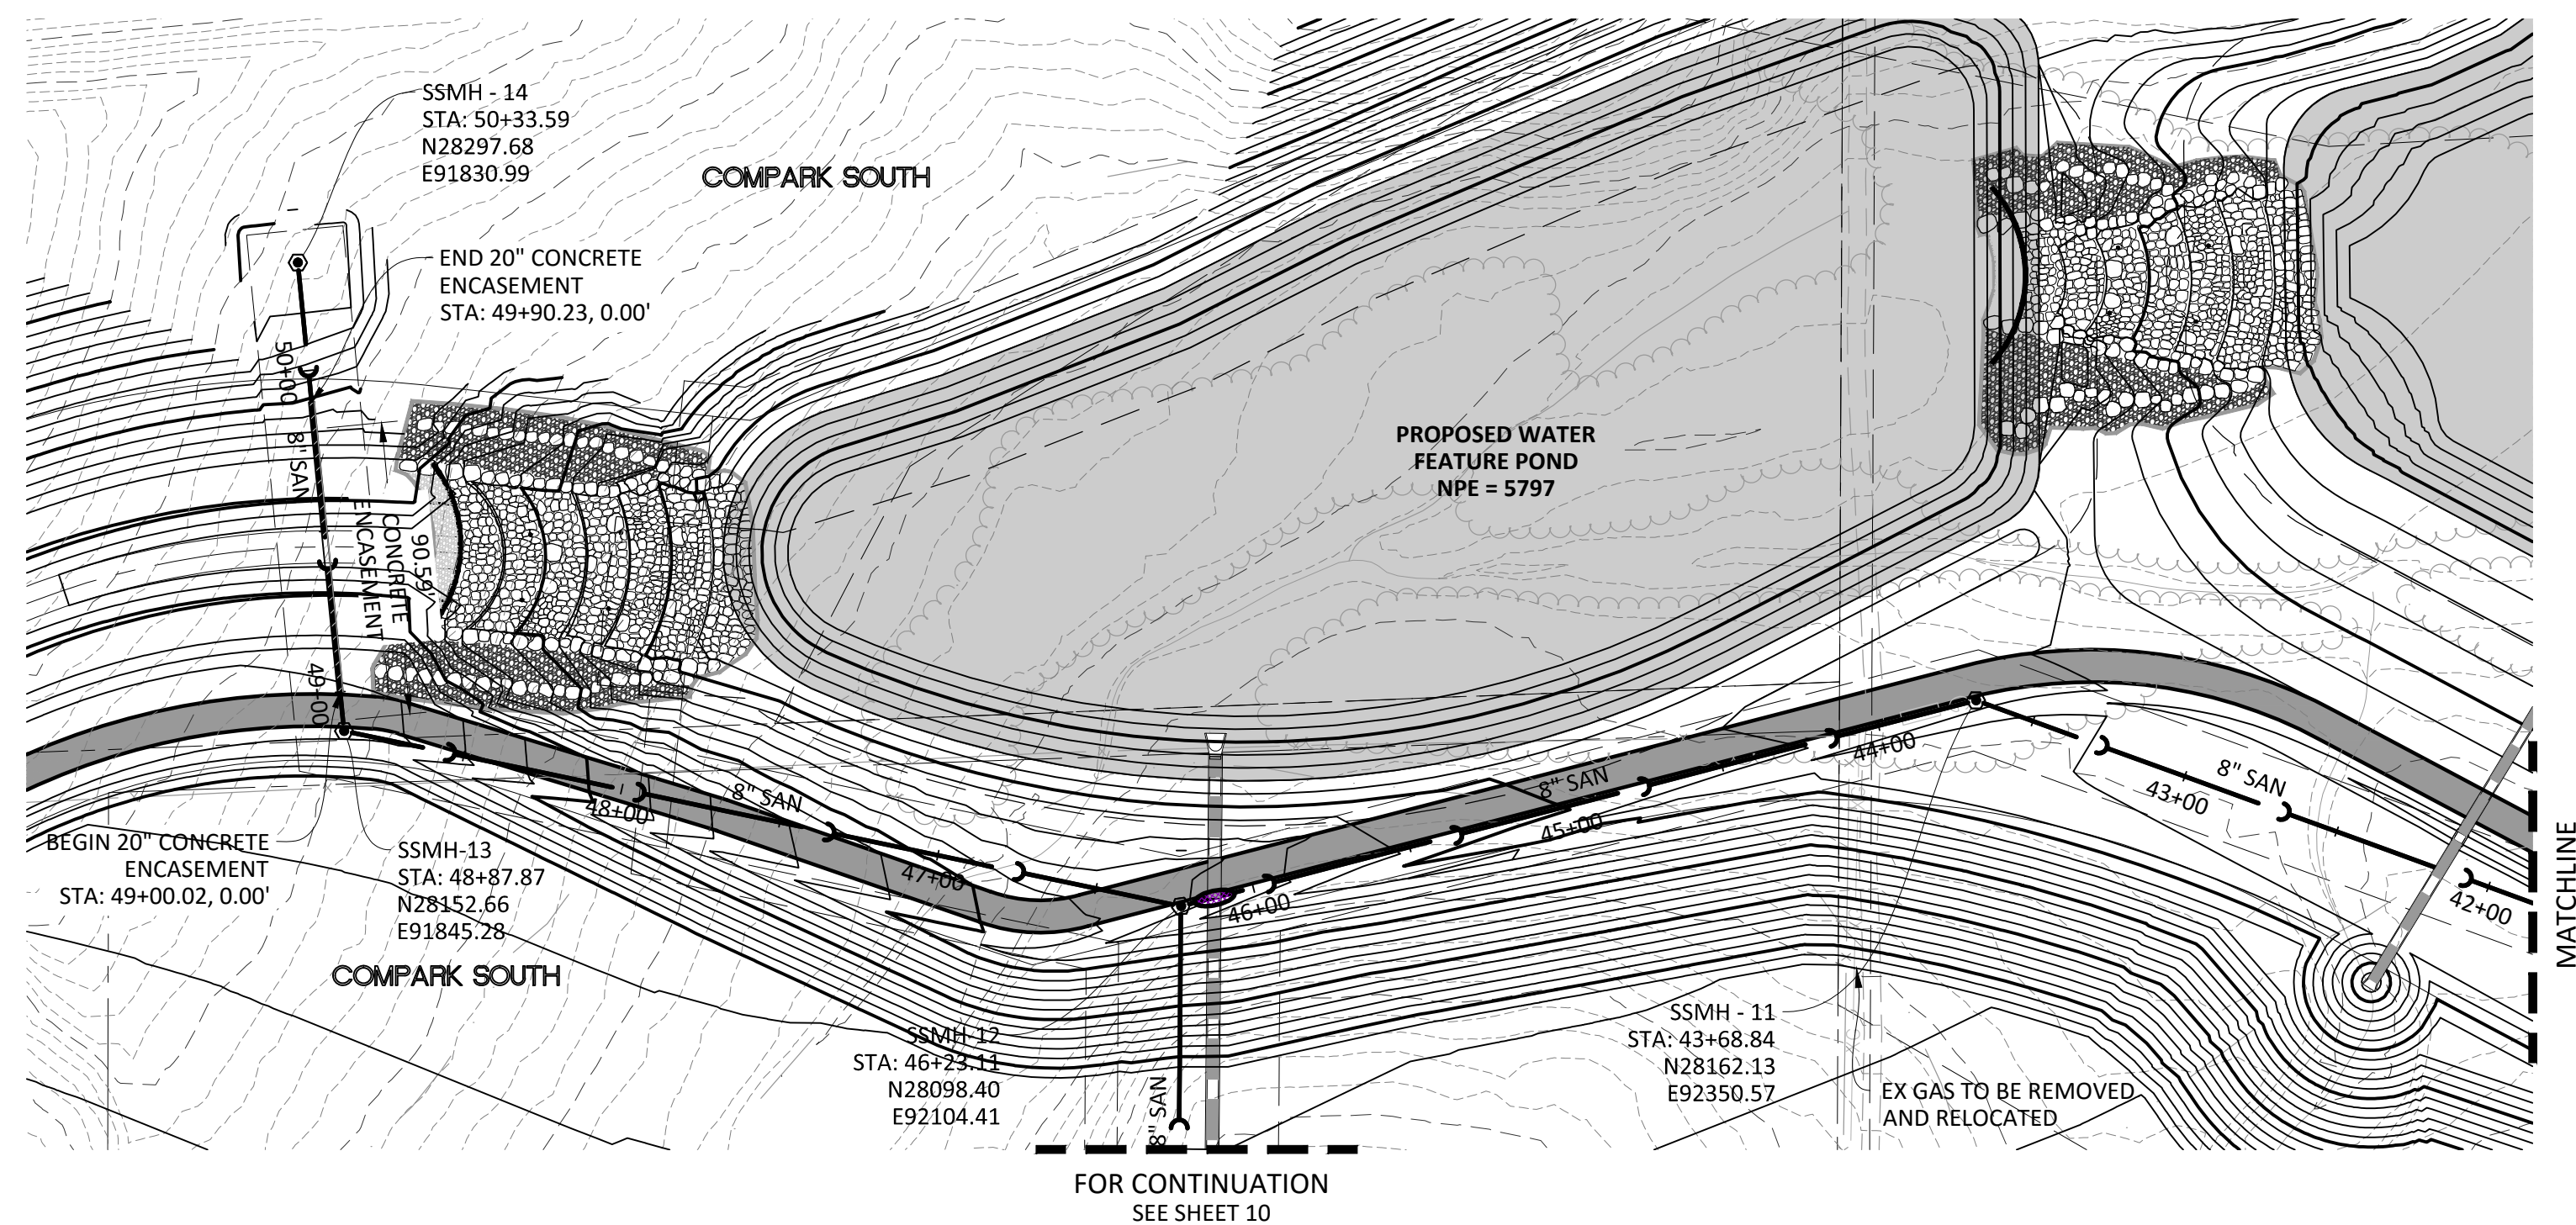 SSMH - 14
STA: 50+33.59
N28297.68
E91830.99
COMPARK SOUTH
END 20" CONCRETE
ENCASEMENT
STA: 49+90.23, 0.00'
50+00
8" SAN
90.59'
CONCRETE
ENCASEMENT
49+00
PROPOSED WATER
FEATURE POND
NPE = 5797
BEGIN 20" CONCRETE
ENCASEMENT
STA: 49+00.02, 0.00'
SSMH-13
STA: 48+87.87
N28152.66
E91845.28
COMPARK SOUTH
48+00
8" SAN
47+00
46+00
8" SAN
45+00
44+00
8" SAN
43+00
42+00
MATCHLINE
SSMH-12
STA: 46+23.11
N28098.40
E92104.41
8" SAN
SSMH - 11
STA: 43+68.84
N28162.13
E92350.57
EX GAS TO BE REMOVED
AND RELOCATED
FOR CONTINUATION
SEE SHEET 10